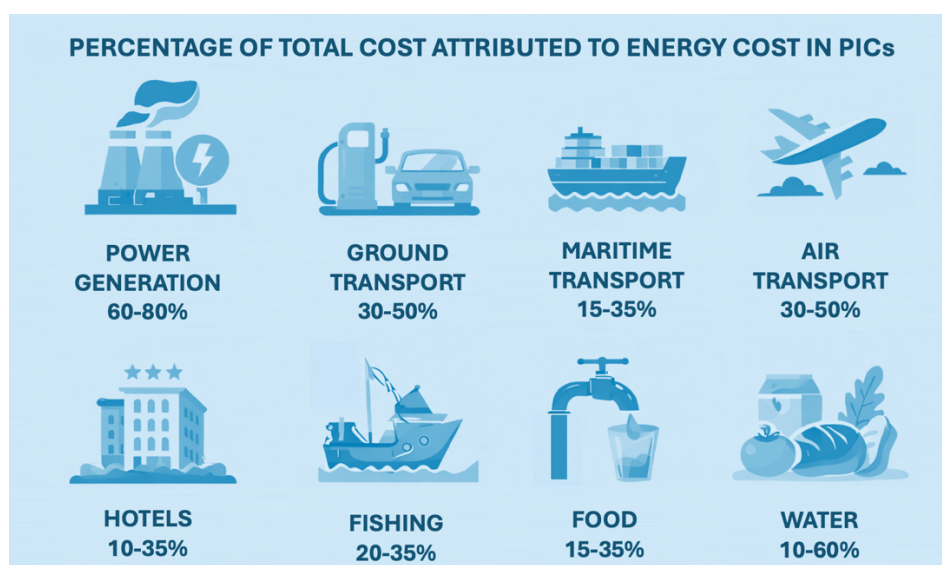 PERCENTAGE OF TOTAL COST ATTRIBUTED TO ENERGY COST IN PICs
POWER
GENERATION
60-80%
GROUND
TRANSPORT
30-50%
MARITIME
TRANSPORT
15-35%
AIR
TRANSPORT
30-50%
HOTELS
10-35%
FISHING
20-35%
FOOD
15-35%
WATER
10-60%